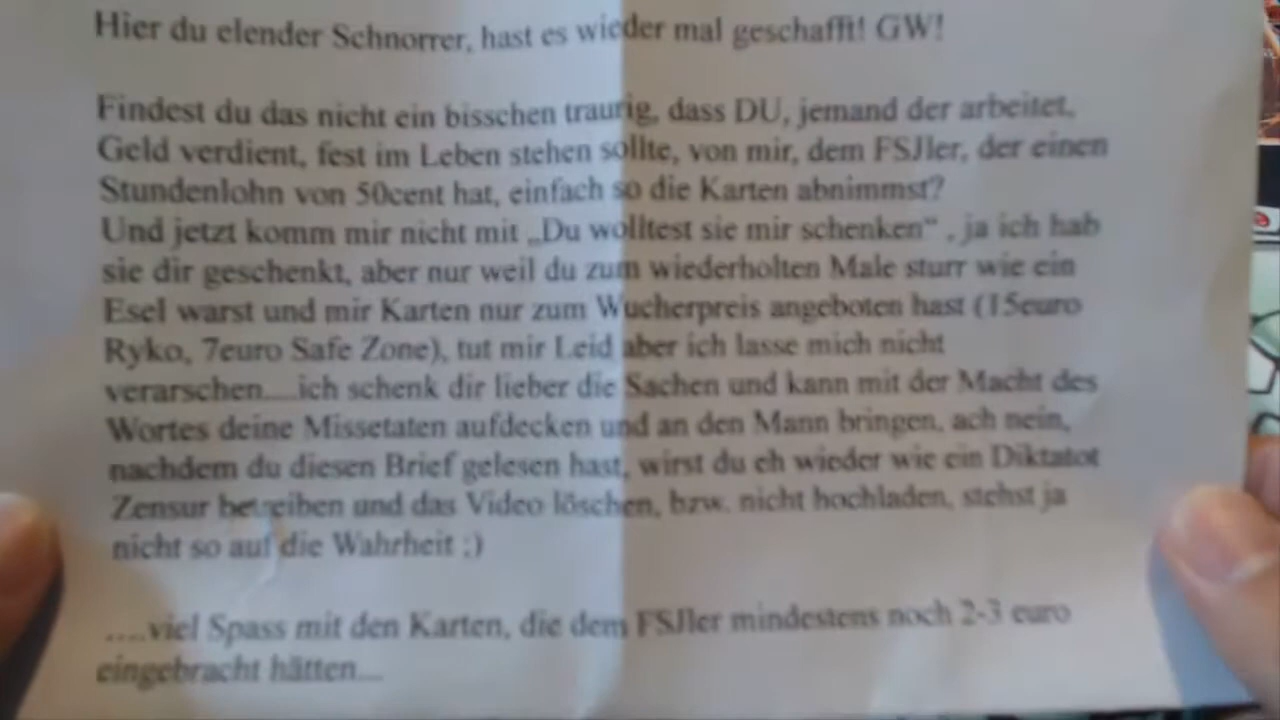 Hier du elender Schnorrer, hast es wieder mal geschafft! GW!
Findest du das nicht ein bisschen traurig, dass DU, jemand der arbeitet,
Geld verdient, fest im Leben stehen sollte, von mir, dem FSJler, der einen
Stundenlohn von 50cent hat, einfach so die Karten abnimmst?
Und jetzt komm mir nicht mit „Du wolltest sie mir schenken“ , ja ich hab
sie dir geschenkt, aber nur weil du zum wiederholten Male sturr wie ein
Esel warst und mir Karten nur zum Wucherpreis angeboten hast (15euro
Ryko, 7euro Safe Zone), tut mir Leid aber ich lasse mich nicht
verarschen....ich schenk dir lieber die Sachen und kann mit der Macht des
Wortes deine Missetaten aufdecken und an den Mann bringen, ach nein,
nachdem du diesen Brief gelesen hast, wirst du eh wieder wie ein Diktator
Zensur betreiben und das Video löschen, bzw. nicht hochladen, stehst ja
nicht so auf die Wahrheit ;)
....viel Spass mit den Karten, die dem FSJler mindestens noch 2-3 euro
eingebracht hätten...